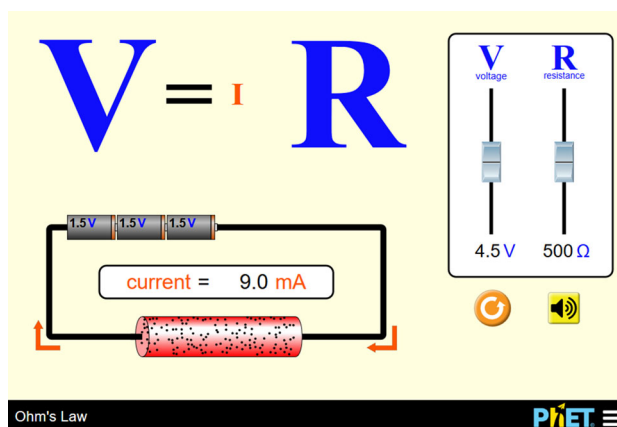 V = I R
V R
voltage resistance
1.5 V 1.5 V 1.5 V
4.5 V 500 Ω
current = 9.0 mA
Ohm's Law
PhET